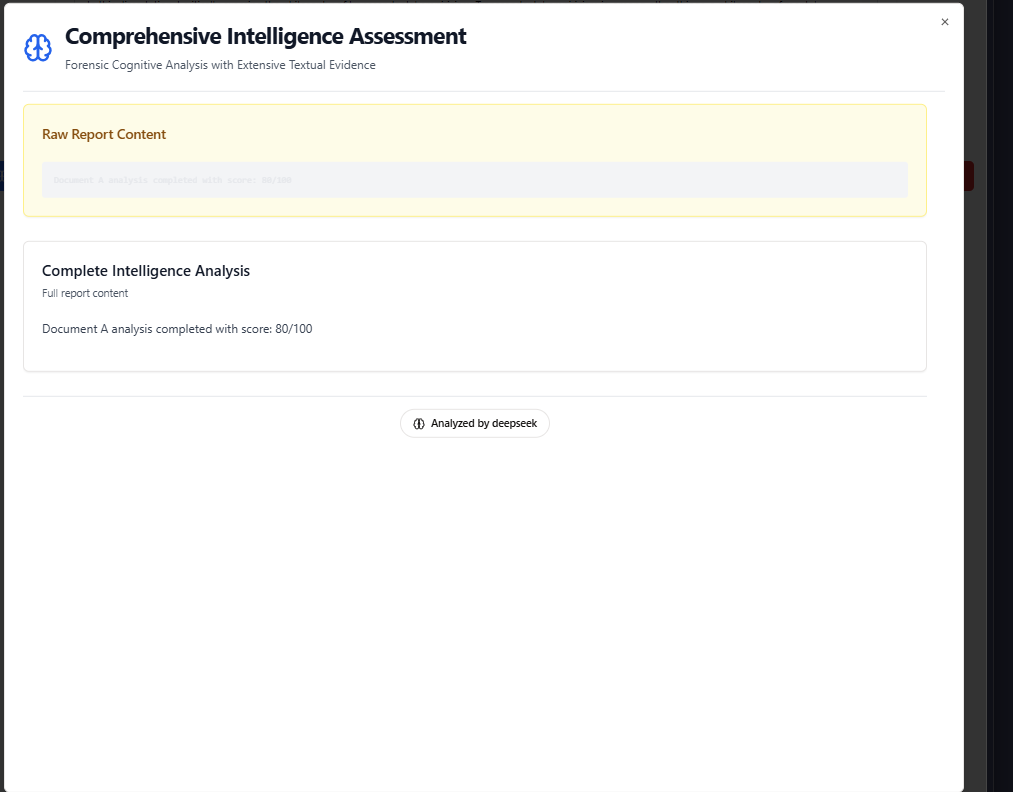 Comprehensive Intelligence Assessment
Forensic Cognitive Analysis with Extensive Textual Evidence
Raw Report Content
Document A analysis completed with score: 80/100
Complete Intelligence Analysis
Full report content
Document A analysis completed with score: 80/100
Analyzed by deepseek